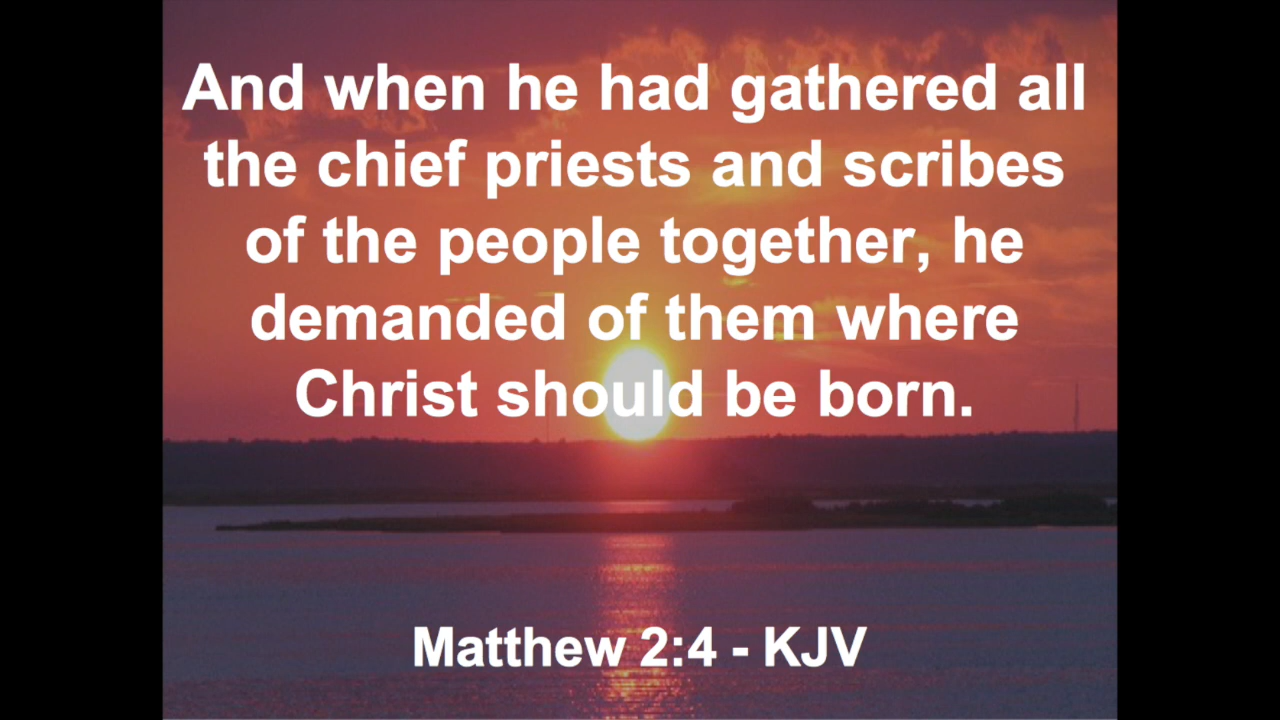 And when he had gathered all
the chief priests and scribes
of the people together, he
demanded of them where
Christ should be born.
Matthew 2:4 - KJV